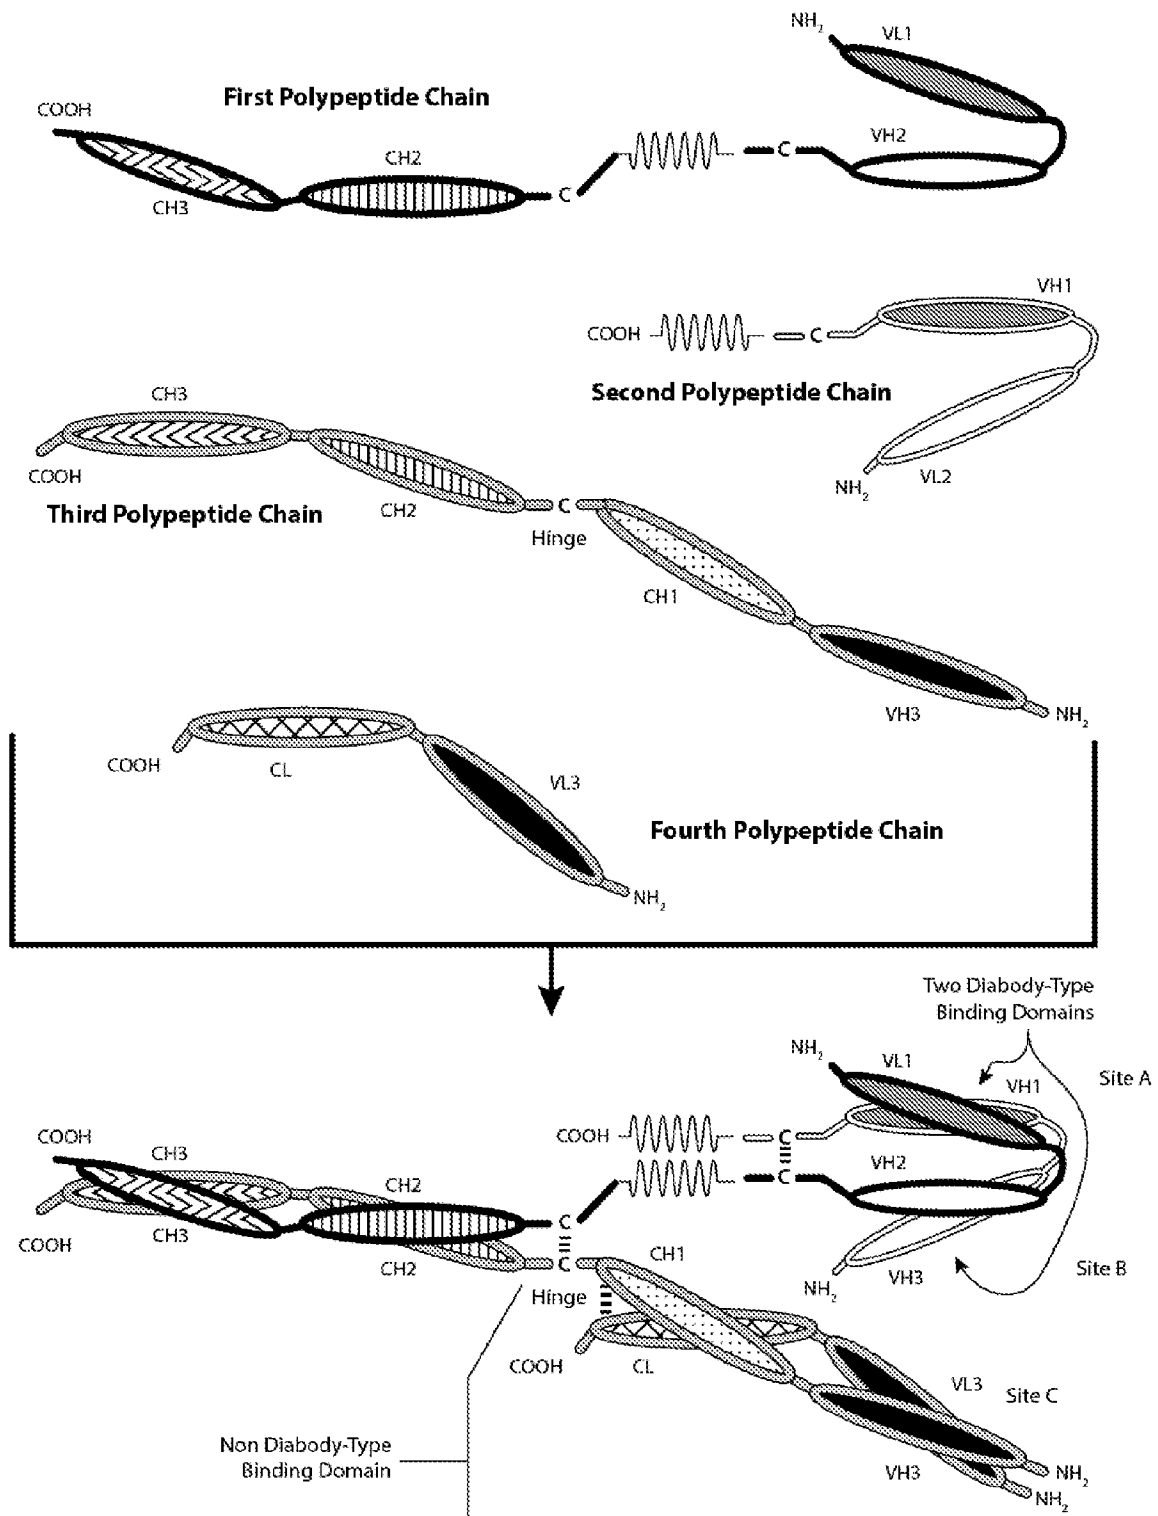 NH2
VL1
First Polypeptide Chain
COOH
CH3
CH2
C
C
VH2
VH1
COOH
C
Second Polypeptide Chain
NH2
VL2
CH3
COOH
CH2
Third Polypeptide Chain
C
Hinge
CH1
VH3
NH2
COOH
CL
VL3
Fourth Polypeptide Chain
NH2
Two Diabody-Type
Binding Domains
NH2
VL1
VH1
Site A
COOH
C
C
VH2
COOH
CH3
CH2
C
COOH
CH3
CH2
C
Hinge
CH1
NH2
VH3
Site B
COOH
CL
VL3
Site C
Non Diabody-Type
Binding Domain
VH3
NH2
NH2